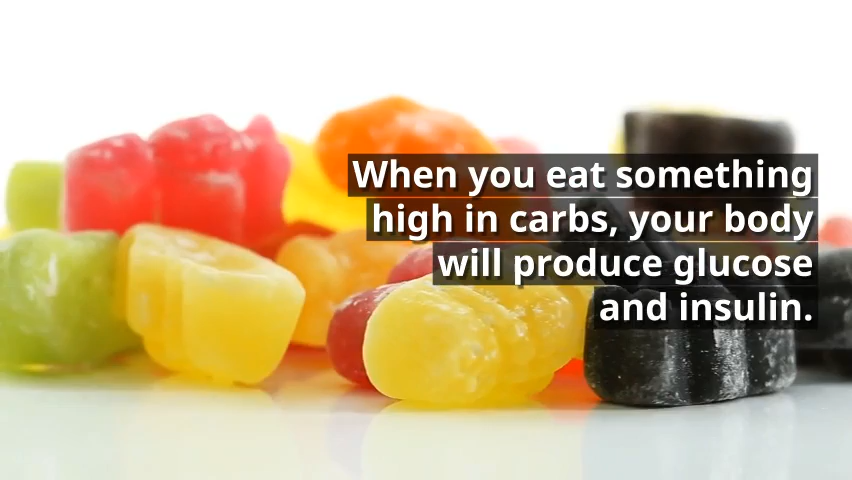 When you eat something
high in carbs, your body
will produce glucose
and insulin.